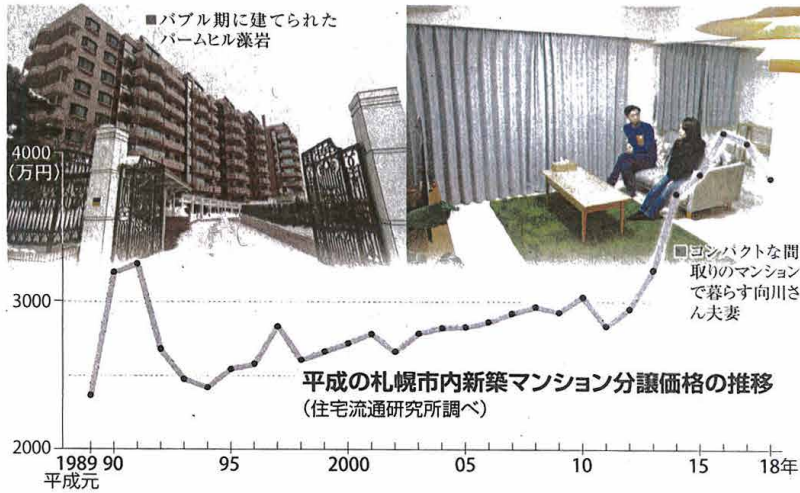 ■バブル期に建てられた
パームヒル藻岩
4000
(万円)
■コンパクトな間
取りのマンション
で暮らす向川さ
ん夫妻
3000
平成の札幌市内新築マンション分譲価格の推移
(住宅流通研究所調べ)
2000
1989 90 95 2000 05 10 15 18年
平成元